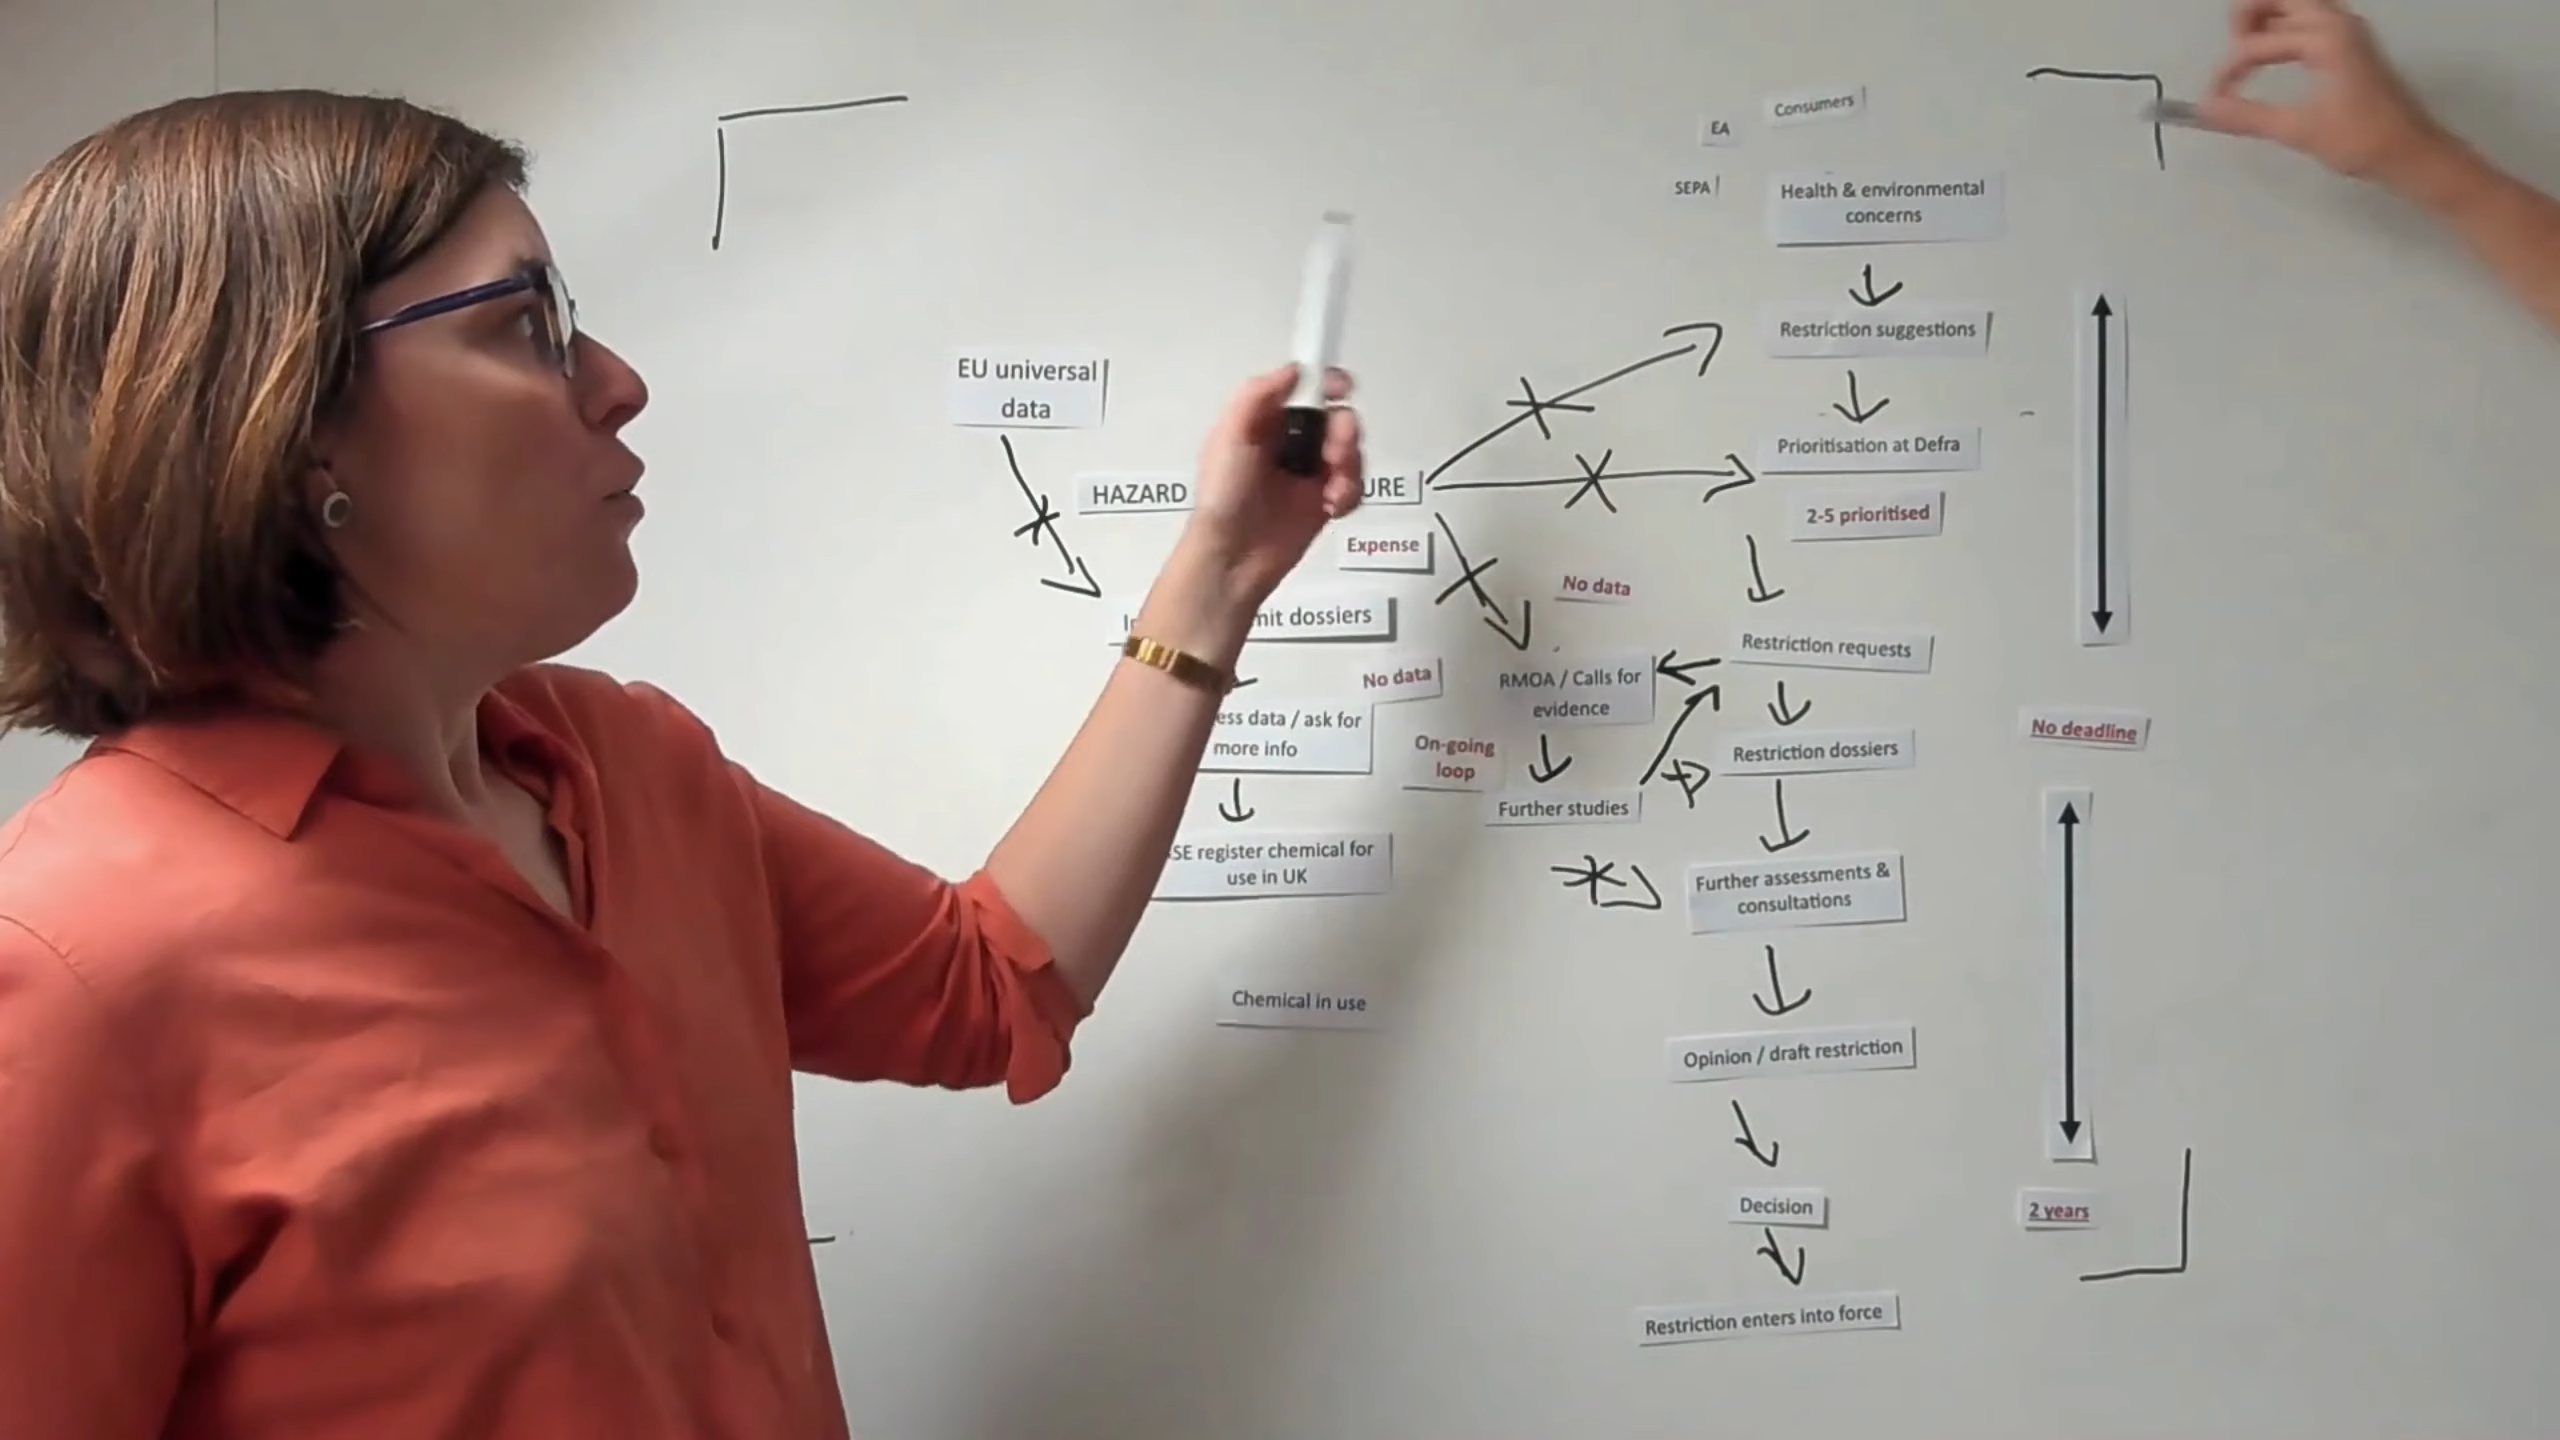 Consumers
EA
SEPA
Health & environmental
concerns
Restriction suggestions
EU universal
data
Prioritisation at Defra
HAZARD
2-5 prioritised
Expense
No data
dossiers
Restriction requests
No data
RMOA / Calls for
evidence
data / ask for
more info
On-going
loop
Restriction dossiers
No deadline
Further studies
register chemical for
use in UK
Further assessments &
consultations
Chemical in use
Opinion / draft restriction
Decision
2 years
Restriction enters into force